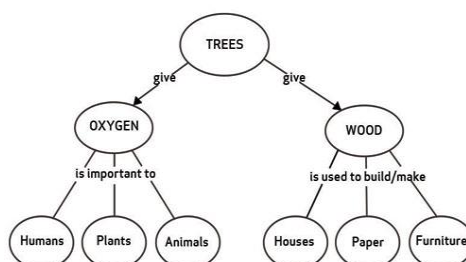 TREES
give give
OXYGEN WOOD
is important to is used to build/make
Humans Plants Animals Houses Paper Furniture